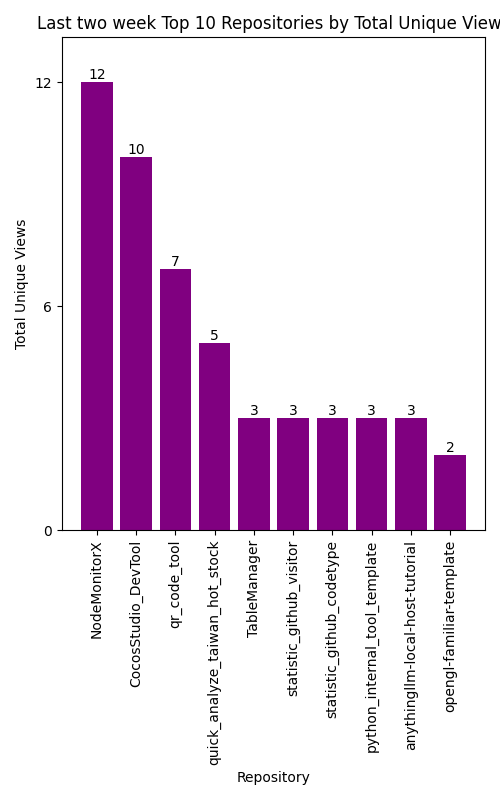 Last two week Top 10 Repositories by Total Unique View
12
10
7
5
3
3
3
3
3
2
12
6
0
Total Unique Views
NodeMonitorX
CocosStudio_DevTool
qr_code_tool
quick_analyze_taiwan_hot_stock
TableManager
statistic_github_visitor
statistic_github_codetype
python_internal_tool_template
anythingllm-local-host-tutorial
opengl-familiar-template
Repository